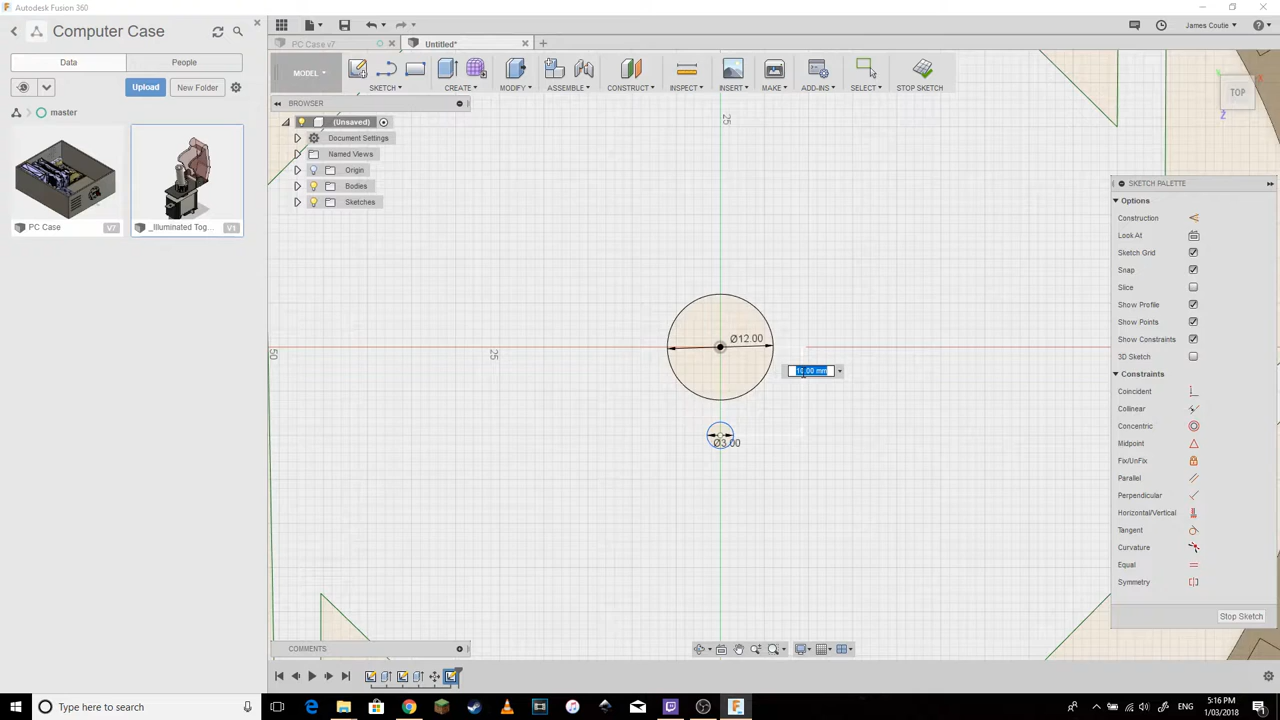 Autodesk Fusion 360
Computer Case
PC Case v7
Untitled*
James Coutie
Data
People
Upload
New Folder
master
PC Case
V7
_Illuminated Tog...
V1
MODEL
SKETCH
CREATE
MODIFY
ASSEMBLE
CONSTRUCT
INSPECT
INSERT
MAKE
ADD-INS
SELECT
STOP SKETCH
BROWSER
(Unsaved)
Document Settings
Named Views
Origin
Bodies
Sketches
25
TOP
Z
X
50
25
Ø12.00
10.00 mm
Ø3.00
SKETCH PALETTE
Options
Construction
Look At
Sketch Grid
Snap
Slice
Show Profile
Show Points
Show Constraints
3D Sketch
Constraints
Coincident
Collinear
Concentric
Midpoint
Fix/UnFix
Parallel
Perpendicular
Horizontal/Vertical
Tangent
Curvature
Equal
Symmetry
Stop Sketch
COMMENTS
Type here to search
5:16 PM
1/03/2018